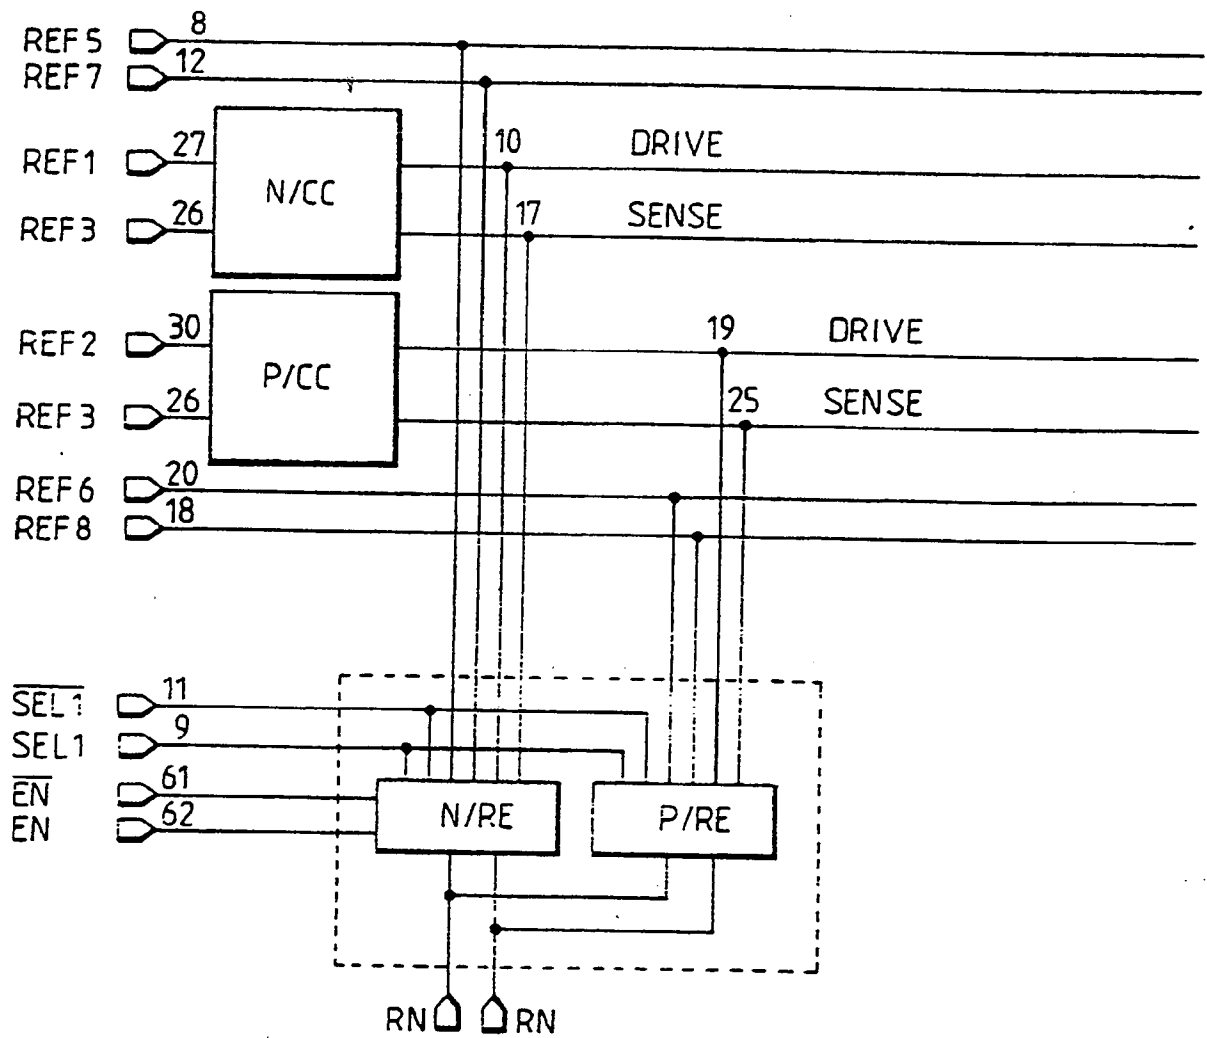 REF5 8
REF7 12
REF1 27 N/CC 10 DRIVE
REF3 26 17 SENSE
REF2 30 P/CC 19 DRIVE
REF3 26 25 SENSE
REF6 20
REF8 18
SEL1 11
SEL1 9
EN 61
EN 62
N/RE P/RE
RN RN